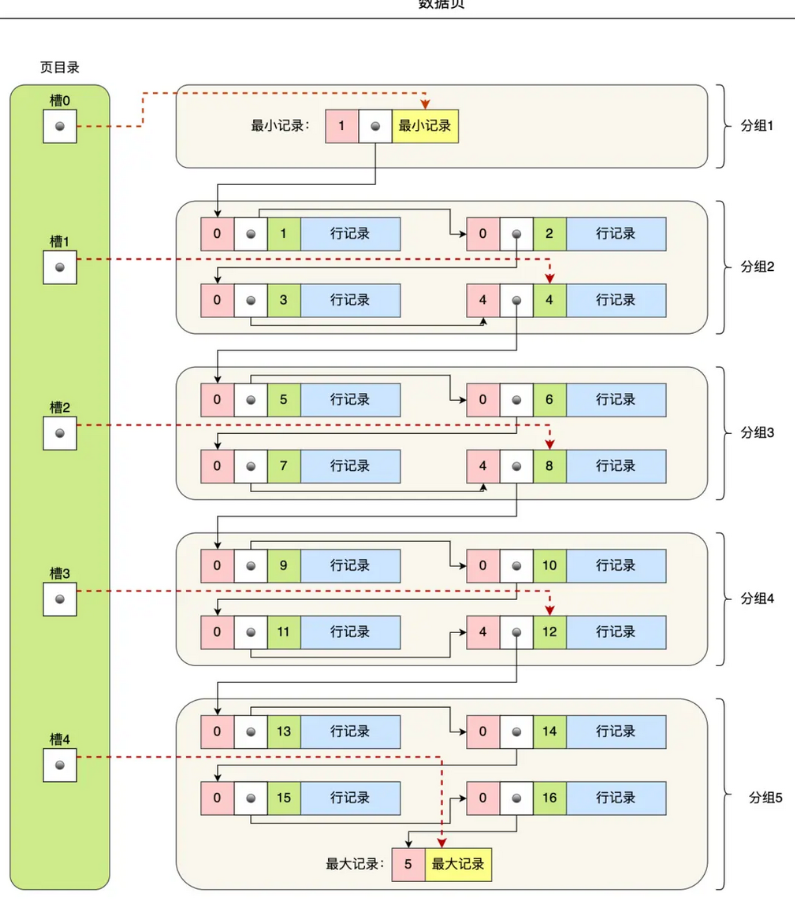 数据页
页目录
槽0
最小记录： 1 最小记录
分组1
0 1 行记录 0 2 行记录
槽1
分组2
0 3 行记录 4 4 行记录
0 5 行记录 0 6 行记录
槽2
分组3
0 7 行记录 4 8 行记录
0 9 行记录 0 10 行记录
槽3
分组4
0 11 行记录 4 12 行记录
0 13 行记录 0 14 行记录
槽4
0 15 行记录 0 16 行记录
分组5
最大记录： 5 最大记录